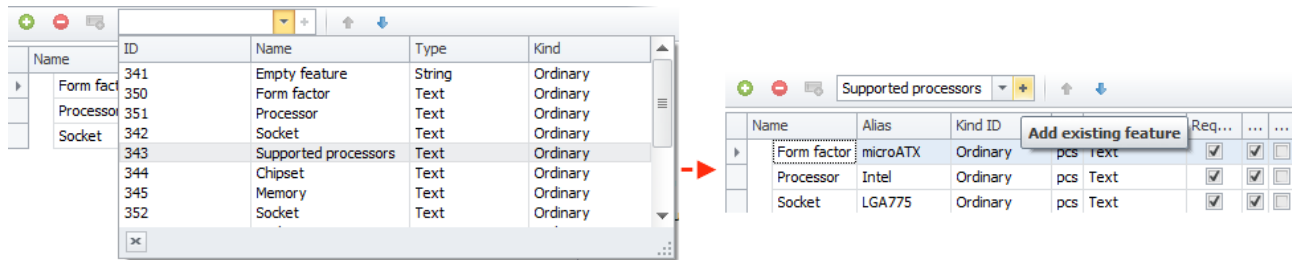 Name
Form fact
Processor
Socket
ID Name Type Kind
341 Empty feature String Ordinary
350 Form factor Text Ordinary
351 Processor Text Ordinary
342 Socket Text Ordinary
343 Supported processors Text Ordinary
344 Chipset Text Ordinary
345 Memory Text Ordinary
352 Socket Text Ordinary
Supported processors
Add existing feature
Name Alias Kind ID Req... ... ...
Form factor microATX Ordinary pcs Text
Processor Intel Ordinary pcs Text
Socket LGA775 Ordinary pcs Text